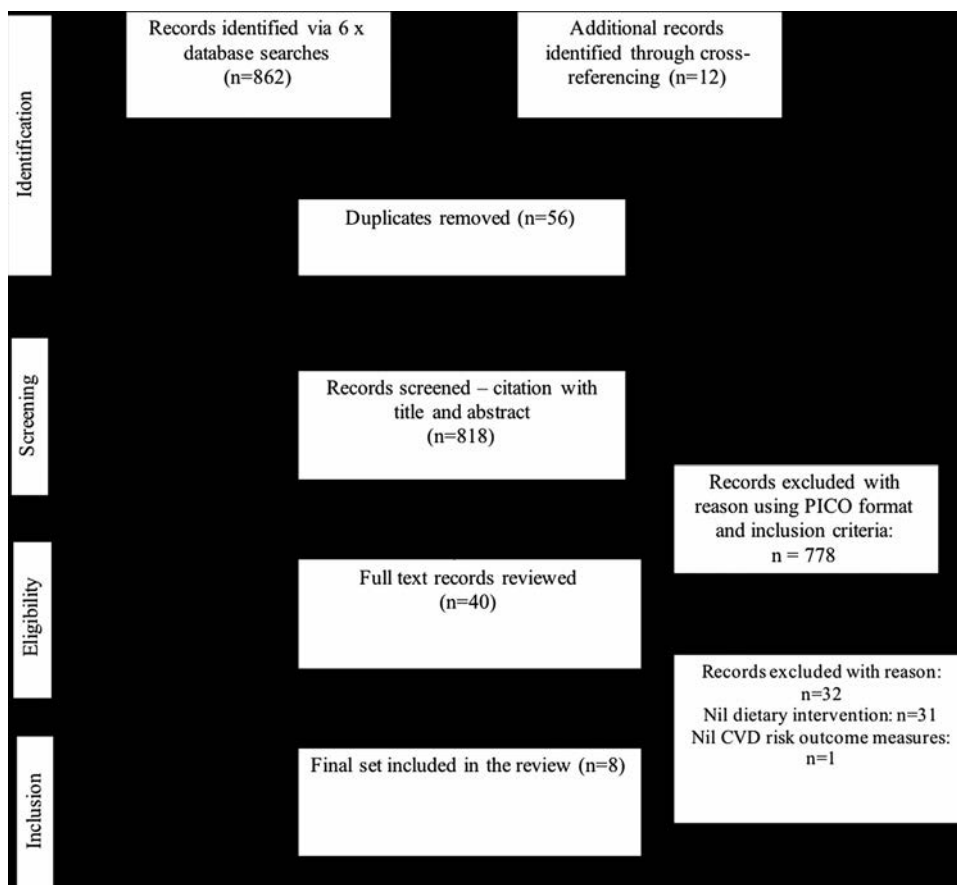 Identification
Records identified via 6 x
database searches
(n=862)
Additional records
identified through cross-
referencing (n=12)
Duplicates removed (n=56)
Screening
Records screened – citation with
title and abstract
(n=818)
Records excluded with
reason using PICO format
and inclusion criteria:
n = 778
Eligibility
Full text records reviewed
(n=40)
Records excluded with reason:
n=32
Nil dietary intervention: n=31
Nil CVD risk outcome measures:
n=1
Inclusion
Final set included in the review (n=8)